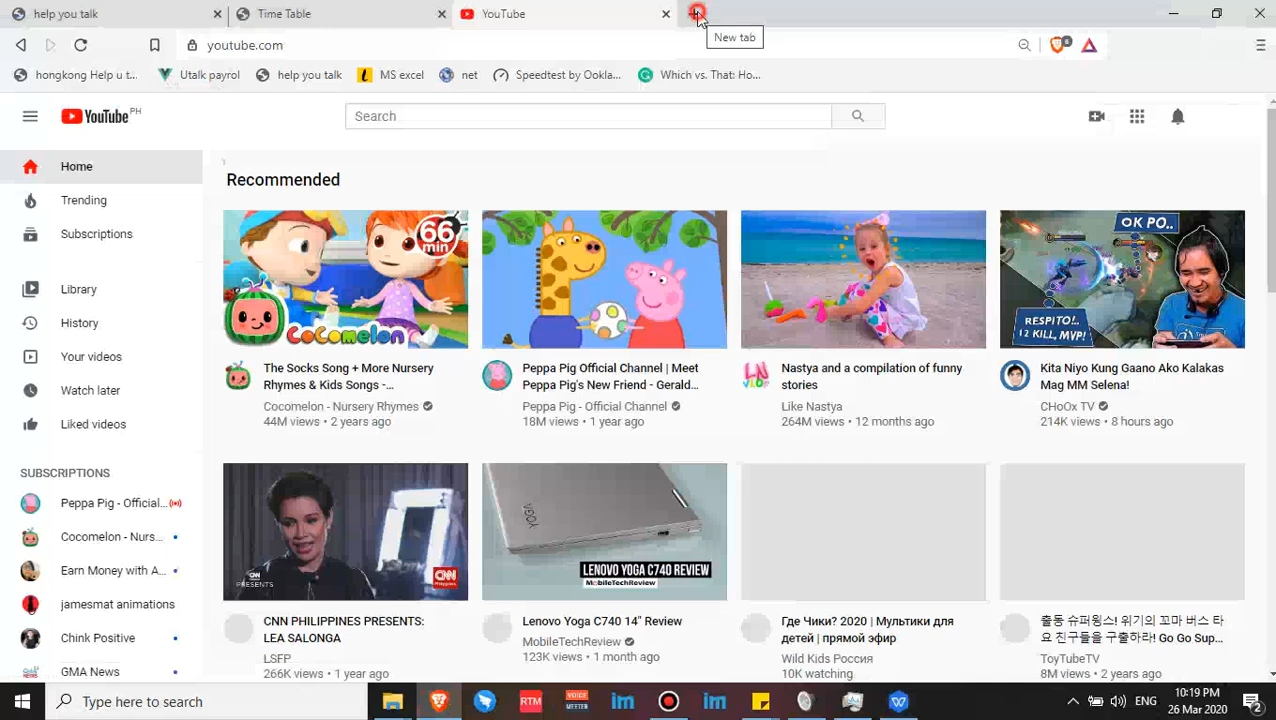 help you talk
Time Table
YouTube
New tab
youtube.com
8
hongkong Help u t...
Utalk payrol
help you talk
MS excel
net
Speedtest by Ookla...
Which vs. That: Ho...
YouTube PH
Search
Home
Trending
Subscriptions
Library
History
Your videos
Watch later
Liked videos
SUBSCRIPTIONS
Peppa Pig - Official...
Cocomelon - Nurs...
Earn Money with A...
jamesmat animations
Chink Positive
GMA News
Recommended
66 min
CoComelon
The Socks Song + More Nursery
Rhymes & Kids Songs -...
Cocomelon - Nursery Rhymes
44M views • 2 years ago
Peppa Pig Official Channel | Meet
Peppa Pig's New Friend - Gerald...
Peppa Pig - Official Channel
18M views • 1 year ago
Nastya and a compilation of funny
stories
Like Nastya
264M views • 12 months ago
OK PO..
RESPITO!..
12 KILL, MVP!
Kita Niyo Kung Gaano Ako Kalakas
Mag MM Selena!
CHoOx TV
214K views • 8 hours ago
CNN
PRESENTS
CNN
CNN PHILIPPINES PRESENTS:
LEA SALONGA
LSFP
266K views • 1 year ago
YOGA
LENOVO YOGA C740 REVIEW
MobileTechReview
Lenovo Yoga C740 14" Review
MobileTechReview
123K views • 1 month ago
Где Чики? 2020 | Мультики для
детей | прямой эфир
Wild Kids Россия
10K watching
출동 슈퍼윙스! 위기의 꼬마 버스 타
요 친구들을 구출하라! Go Go Sup...
ToyTubeTV
8M views • 2 years ago
Type here to search
RTM
VOICE
MEETER
im
im
ENG
10:19 PM
26 Mar 2020
2